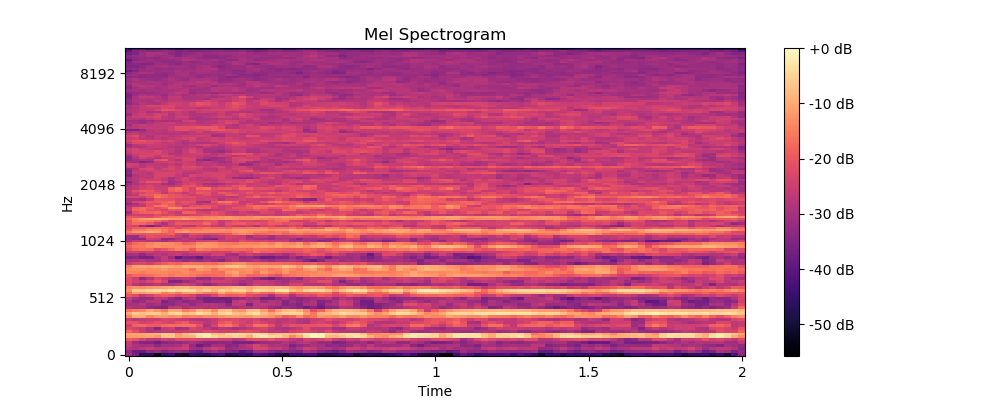 Mel Spectrogram
8192
4096
2048
1024
512
0
Hz
0
0.5
1
1.5
2
Time
+0 dB
-10 dB
-20 dB
-30 dB
-40 dB
-50 dB